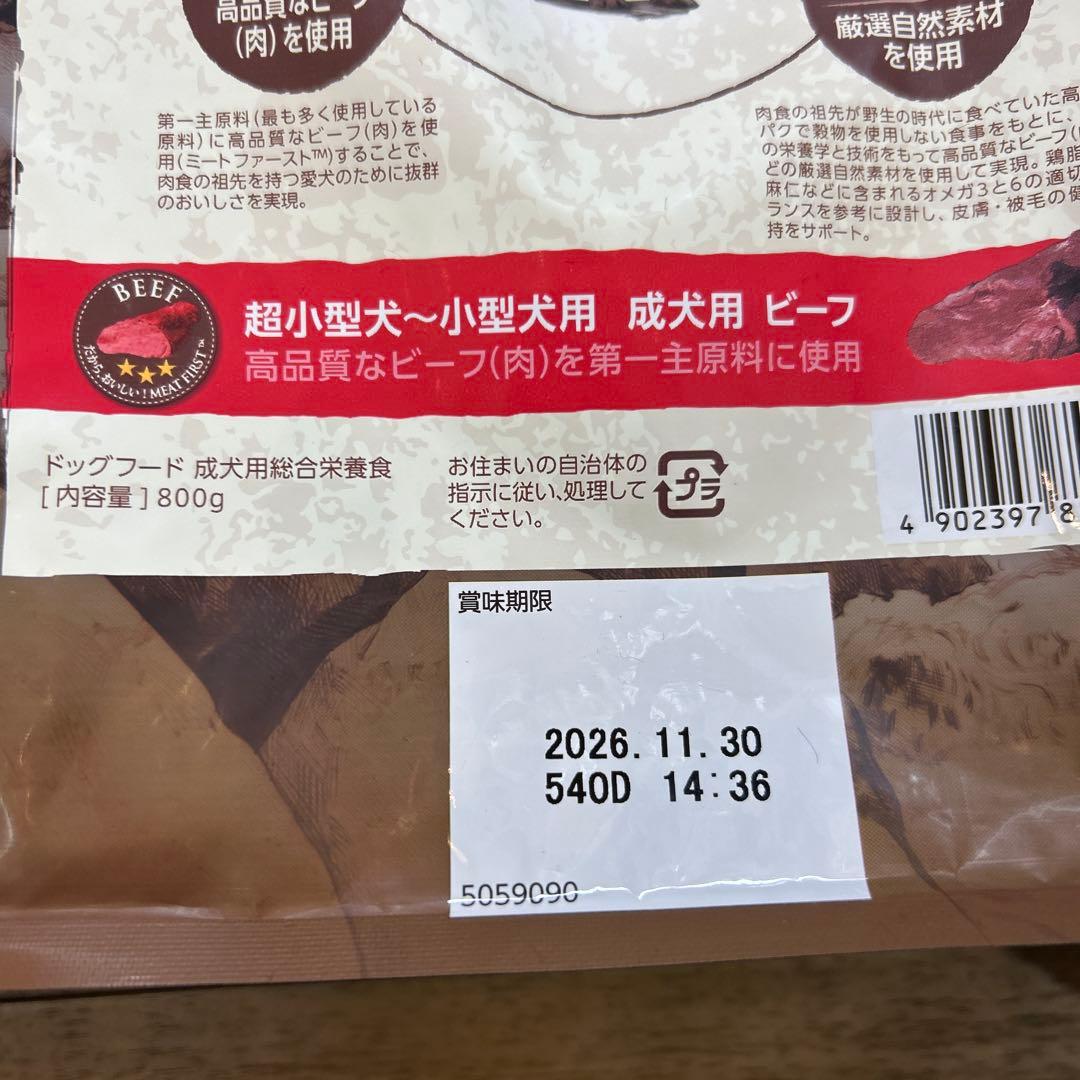 高品質なビーフ
(肉)を使用
厳選自然素材
を使用
第一主原料(最も多く使用している
原料)に高品質なビーフ(肉)を使
用(ミートファースト™)することで、
肉食の祖先を持つ愛犬のために抜群
のおいしさを実現。
肉食の祖先が野生の時代に食べていた高
パクで穀物を使用しない食事をもとに、
の栄養学と技術をもって高品質なビーフ(
どの厳選自然素材を使用して実現。鶏脂
麻仁などに含まれるオメガ3と6の適切
ランスを参考に設計し、皮膚・被毛の健
持をサポート。
BEEF
だから、おいしい!MEAT FIRST™
超小型犬〜小型犬用 成犬用 ビーフ
高品質なビーフ(肉)を第一主原料に使用
ドッグフード 成犬用総合栄養食
[内容量]800g
お住まいの自治体の
指示に従い、処理して
ください。
プラ
4 902397 8
賞味期限
2026.11.30
540D 14:36
5059090